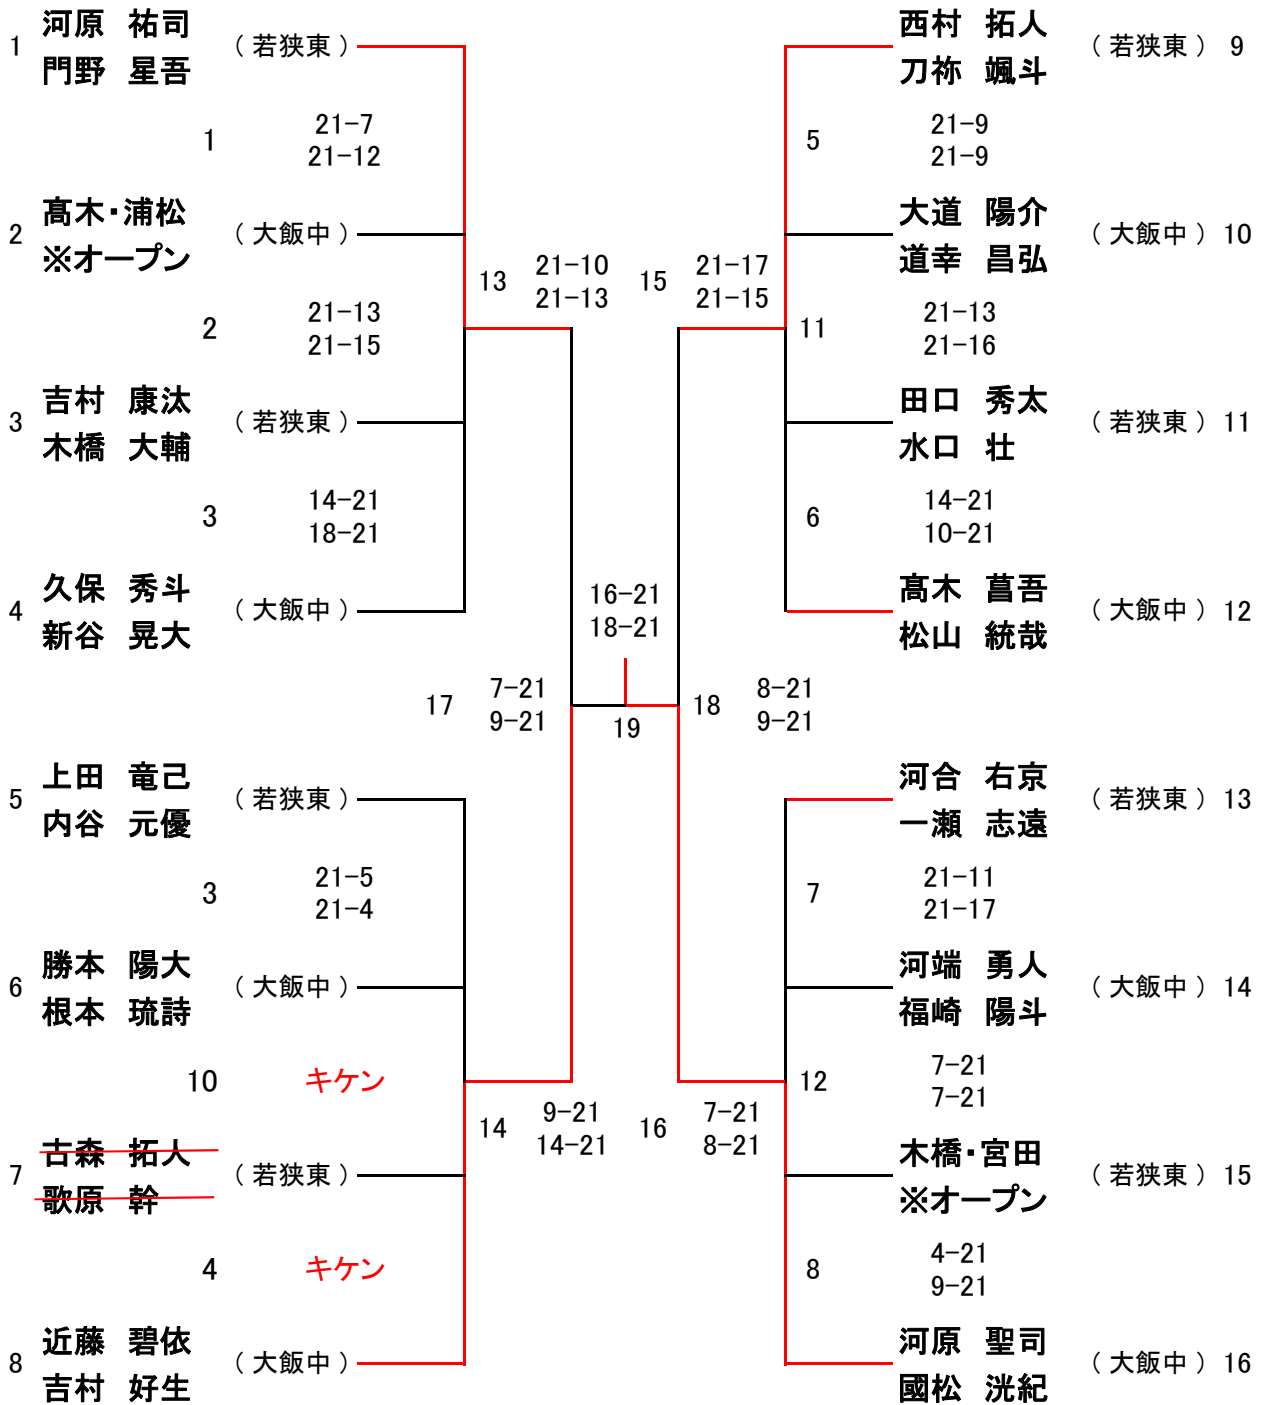 1 河原 祐司
門野 星吾
( 若狭東 )
1 21-7
21-12
2 髙木・浦松
※オープン
( 大飯中 )
2 21-13
21-15
3 吉村 康汰
木橋 大輔
( 若狭東 )
3 14-21
18-21
4 久保 秀斗
新谷 晃大
( 大飯中 )
5 上田 竜己
内谷 元優
( 若狭東 )
3 21-5
21-4
6 勝本 陽大
根本 琉詩
( 大飯中 )
10 キケン
7 古森 拓人
歌原 幹
( 若狭東 )
4 キケン
8 近藤 碧依
吉村 好生
( 大飯中 )
13 21-10
21-13
14 9-21
14-21
17 7-21
9-21
16-21
18-21
19
15 21-17
21-15
18 8-21
9-21
16 7-21
8-21
西村 拓人
刀祢 颯斗
( 若狭東 ) 9
5 21-9
21-9
大道 陽介
道幸 昌弘
( 大飯中 ) 10
11 21-13
21-16
田口 秀太
水口 壮
( 若狭東 ) 11
6 14-21
10-21
髙木 菖吾
松山 統哉
( 大飯中 ) 12
河合 右京
一瀬 志遠
( 若狭東 ) 13
7 21-11
21-17
河端 勇人
福崎 陽斗
( 大飯中 ) 14
12 7-21
7-21
木橋・宮田
※オープン
( 若狭東 ) 15
8 4-21
9-21
河原 聖司
國松 洸紀
( 大飯中 ) 16